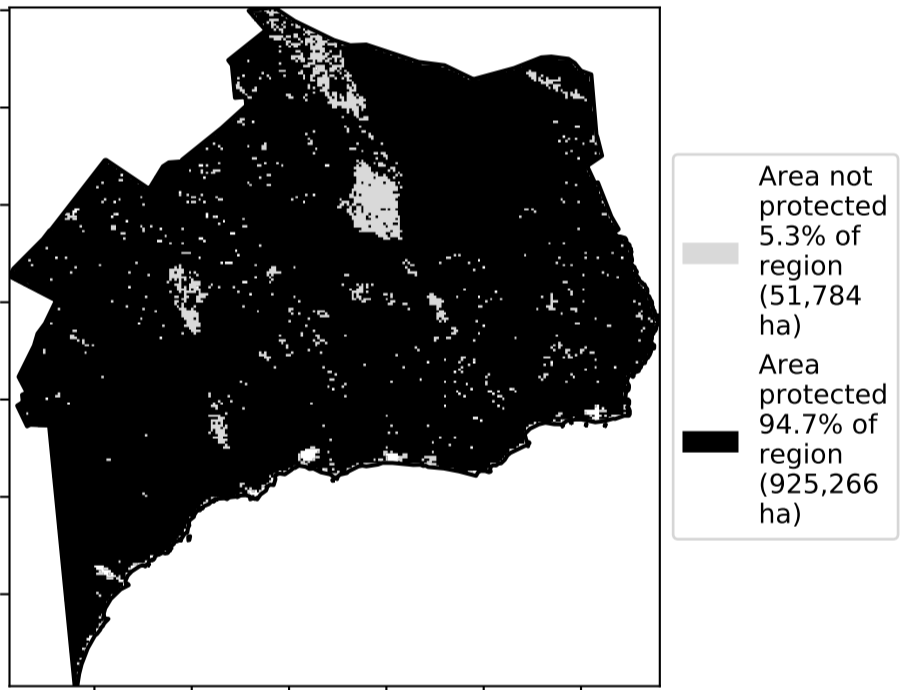 Area not
protected
5.3% of
region
(51,784
ha)
Area
protected
94.7% of
region
(925,266
ha)